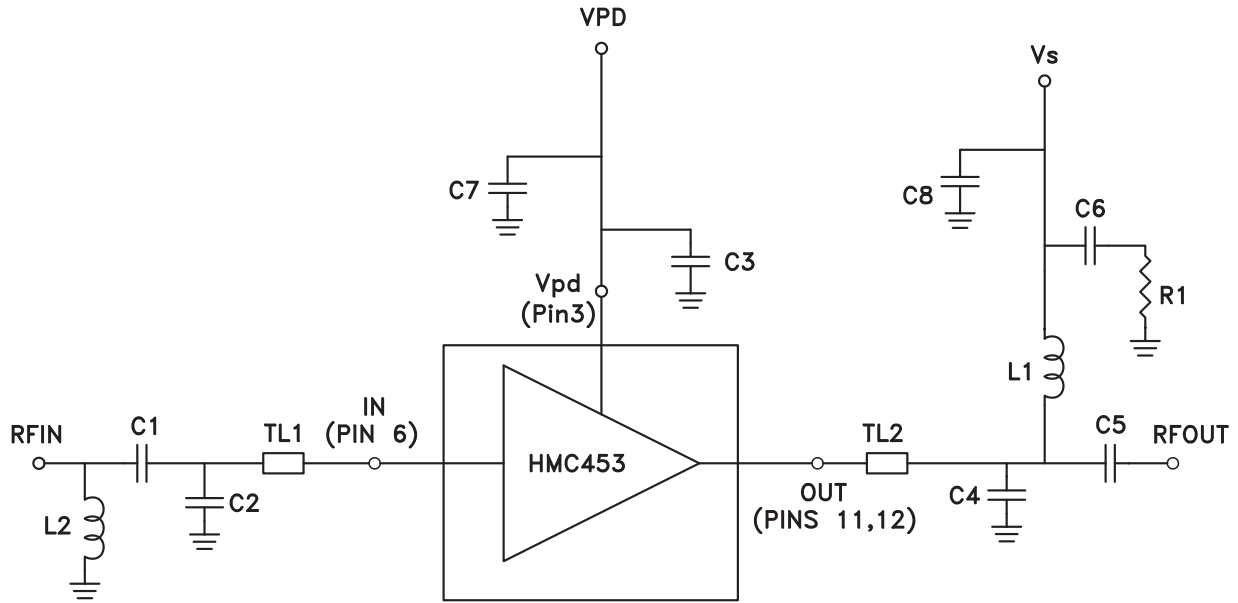 VPD
Vs
C7
C8
C6
C3
Vpd
(Pin3)
R1
L1
RFIN
C1
TL1
IN
(PIN 6)
HMC453
TL2
C5
RFOUT
L2
C2
OUT
(PINS 11,12)
C4